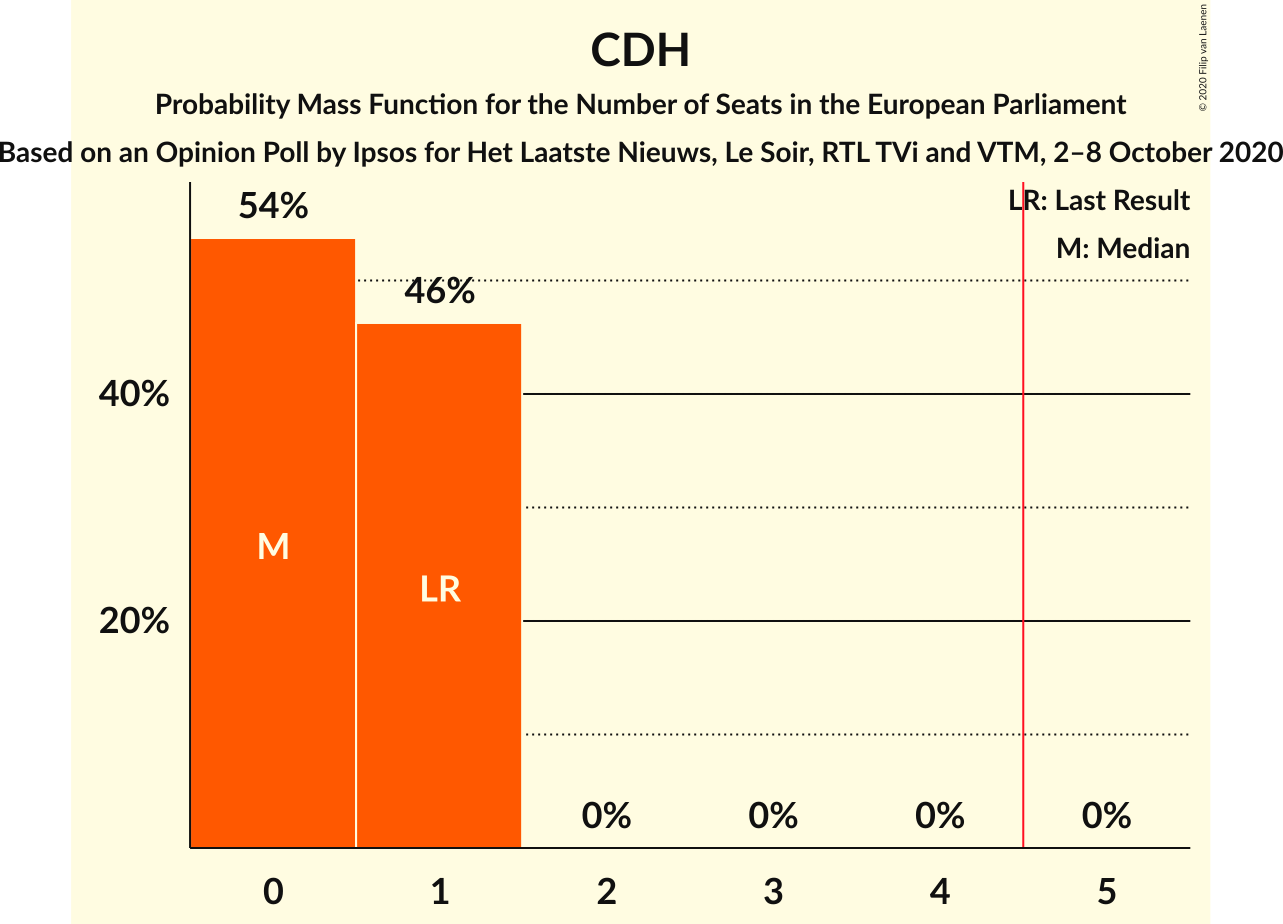 CDH
Probability Mass Function for the Number of Seats in the European Parliament
Based on an Opinion Poll by Ipsos for Het Laatste Nieuws, Le Soir, RTL TVi and VTM, 2–8 October 2020
© 2020 Filip van Laenen
LR: Last Result
M: Median
54%
46%
40%
20%
M
LR
0% 0% 0% 0%
0 1 2 3 4 5